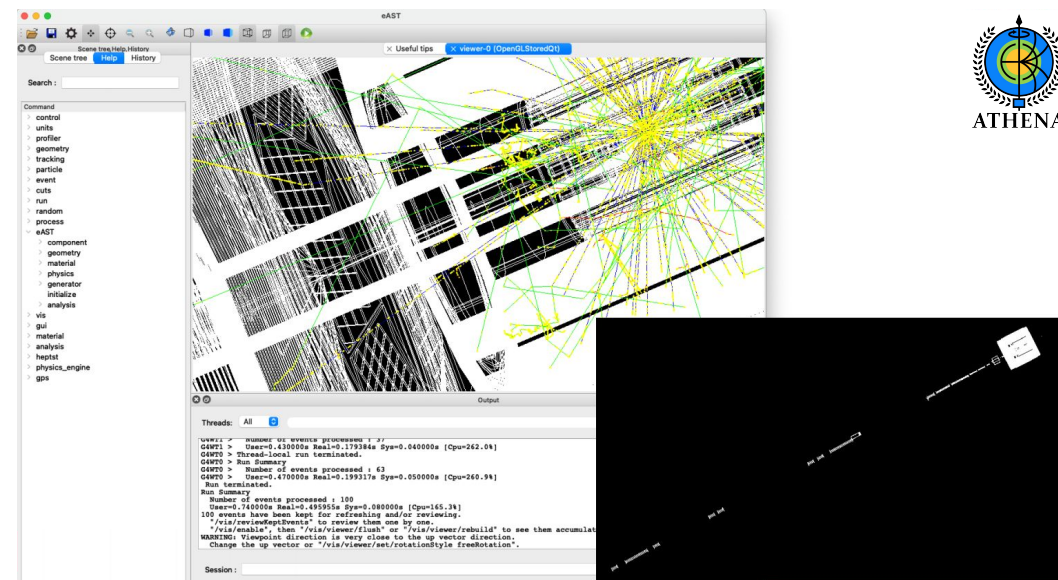 eAST
Scene tree, Help, History
Scene tree Help History
× Useful tips × viewer-0 (OpenGLStoredQt)
Search :
Command
control
units
profiler
geometry
tracking
particle
event
cuts
run
random
process
eAST
component
geometry
material
physics
generator
initialize
analysis
vis
gui
material
analysis
heptst
physics_engine
gps
Output
Threads: All
G4WT1 > Number of events processed : 37
G4WT1 > User=0.430000s Real=0.179384s Sys=0.040000s [Cpu=262.0%]
G4WT0 > Thread-local run terminated.
G4WT0 > Run Summary
G4WT0 > Number of events processed : 63
G4WT0 > User=0.470000s Real=0.199317s Sys=0.050000s [Cpu=260.9%]
Run terminated.
Run Summary
Number of events processed : 100
User=0.740000s Real=0.495955s Sys=0.080000s [Cpu=165.3%]
100 events have been kept for refreshing and/or reviewing.
"/vis/reviewKeptEvents" to review them one by one.
"/vis/enable", then "/vis/viewer/flush" or "/vis/viewer/rebuild" to see them accumulat
WARNING: Viewpoint direction is very close to the up vector direction.
Change the up vector or "/vis/viewer/set/rotationStyle freeRotation".
Session :
ATHENA